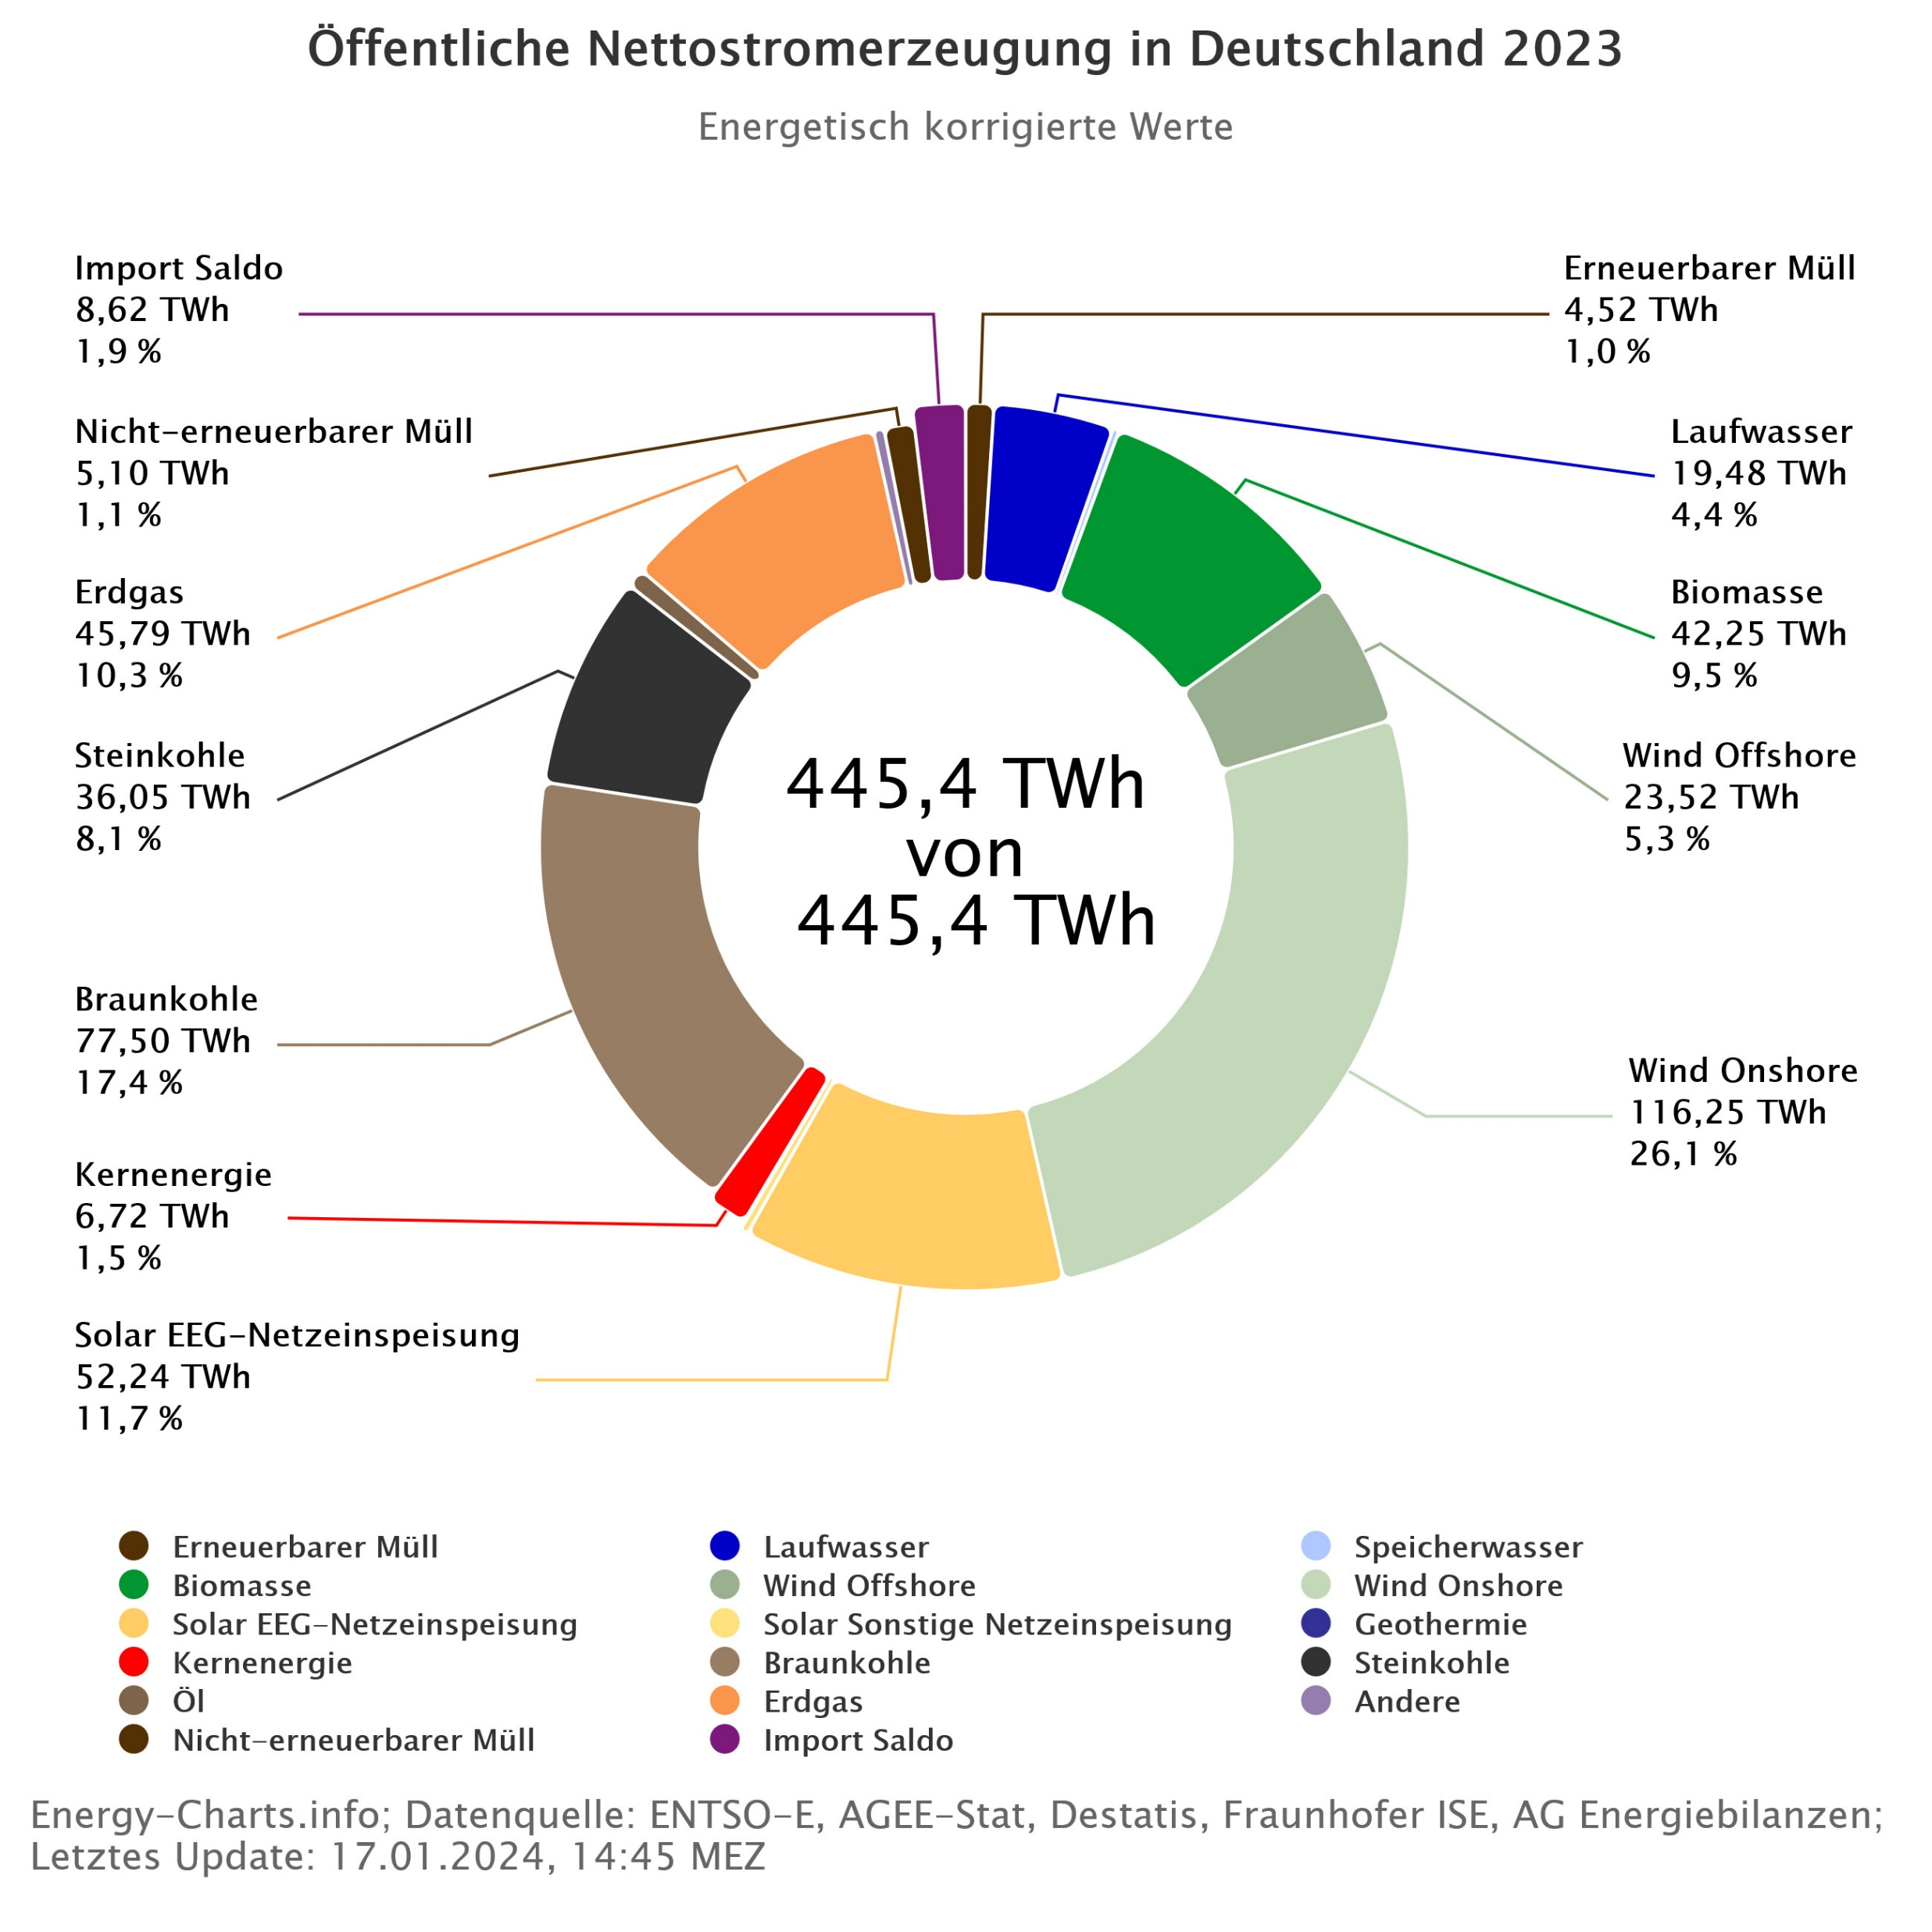 Öffentliche Nettostromerzeugung in Deutschland 2023
Energetisch korrigierte Werte
Import Saldo
8,62 TWh
1,9 %
Nicht-erneuerbarer Müll
5,10 TWh
1,1 %
Erdgas
45,79 TWh
10,3 %
Steinkohle
36,05 TWh
8,1 %
Braunkohle
77,50 TWh
17,4 %
Kernenergie
6,72 TWh
1,5 %
Solar EEG-Netzeinspeisung
52,24 TWh
11,7 %
445,4 TWh
von
445,4 TWh
Erneuerbarer Müll
4,52 TWh
1,0 %
Laufwasser
19,48 TWh
4,4 %
Biomasse
42,25 TWh
9,5 %
Wind Offshore
23,52 TWh
5,3 %
Wind Onshore
116,25 TWh
26,1 %
Erneuerbarer Müll
Laufwasser
Speicherwasser
Biomasse
Wind Offshore
Wind Onshore
Solar EEG-Netzeinspeisung
Solar Sonstige Netzeinspeisung
Geothermie
Kernenergie
Braunkohle
Steinkohle
Öl
Erdgas
Andere
Nicht-erneuerbarer Müll
Import Saldo
Energy-Charts.info; Datenquelle: ENTSO-E, AGEE-Stat, Destatis, Fraunhofer ISE, AG Energiebilanzen;
Letztes Update: 17.01.2024, 14:45 MEZ